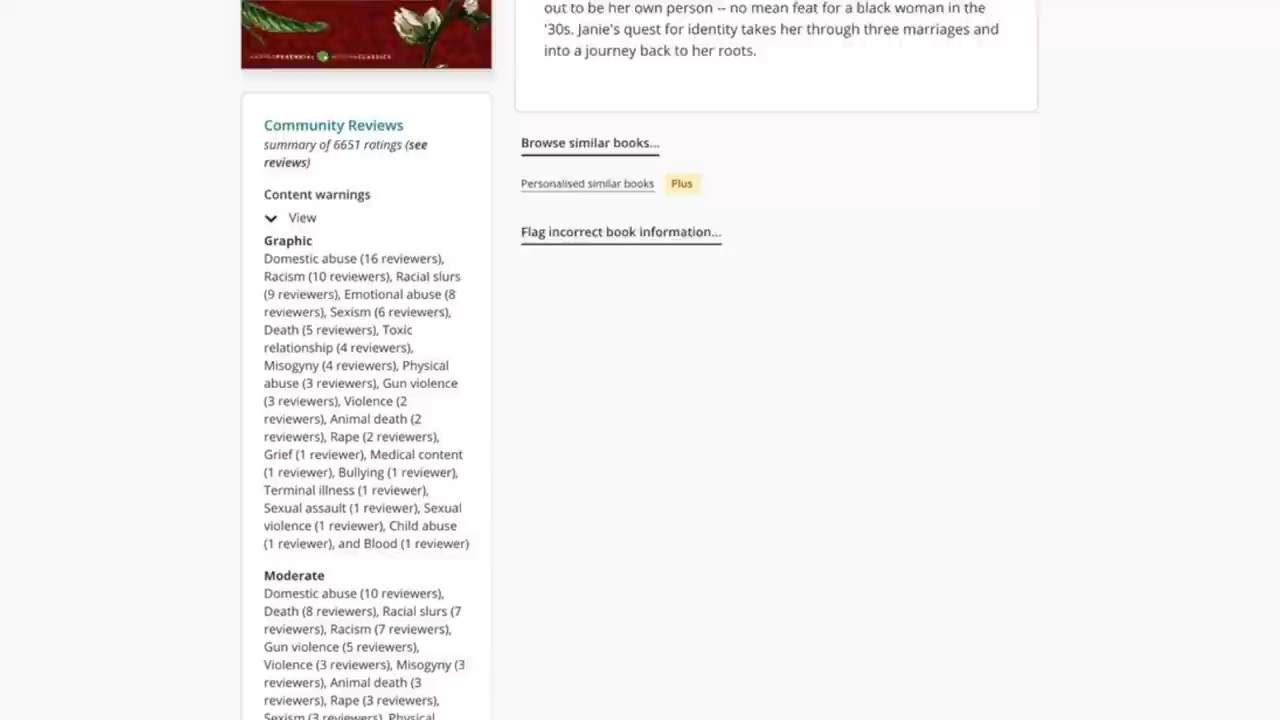 HARPERPERENNIAL MODERNCLASSICS
out to be her own person -- no mean feat for a black woman in the
'30s. Janie's quest for identity takes her through three marriages and
into a journey back to her roots.
Community Reviews
summary of 6651 ratings (see
reviews)
Content warnings
View
Graphic
Domestic abuse (16 reviewers),
Racism (10 reviewers), Racial slurs
(9 reviewers), Emotional abuse (8
reviewers), Sexism (6 reviewers),
Death (5 reviewers), Toxic
relationship (4 reviewers),
Misogyny (4 reviewers), Physical
abuse (3 reviewers), Gun violence
(3 reviewers), Violence (2
reviewers), Animal death (2
reviewers), Rape (2 reviewers),
Grief (1 reviewer), Medical content
(1 reviewer), Bullying (1 reviewer),
Terminal illness (1 reviewer),
Sexual assault (1 reviewer), Sexual
violence (1 reviewer), Child abuse
(1 reviewer), and Blood (1 reviewer)
Moderate
Domestic abuse (10 reviewers),
Death (8 reviewers), Racial slurs (7
reviewers), Racism (7 reviewers),
Gun violence (5 reviewers),
Violence (3 reviewers), Misogyny (3
reviewers), Animal death (3
reviewers), Rape (3 reviewers),
Sexism (3 reviewers), Physical
Browse similar books...
Personalised similar books Plus
Flag incorrect book information...